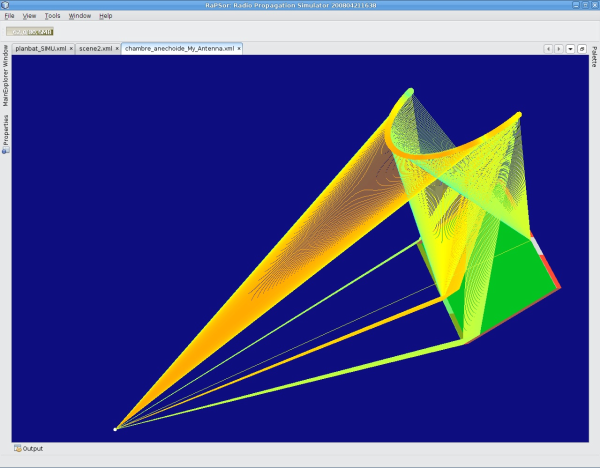 RaPSor: Radio Propagation Simulator 200804211638
File View Tools Window Help
planbat_SIMU.xml scene2.xml chambre_anechoide_My_Antenna.xml
MainExplorer Window
Properties
Palette
Output